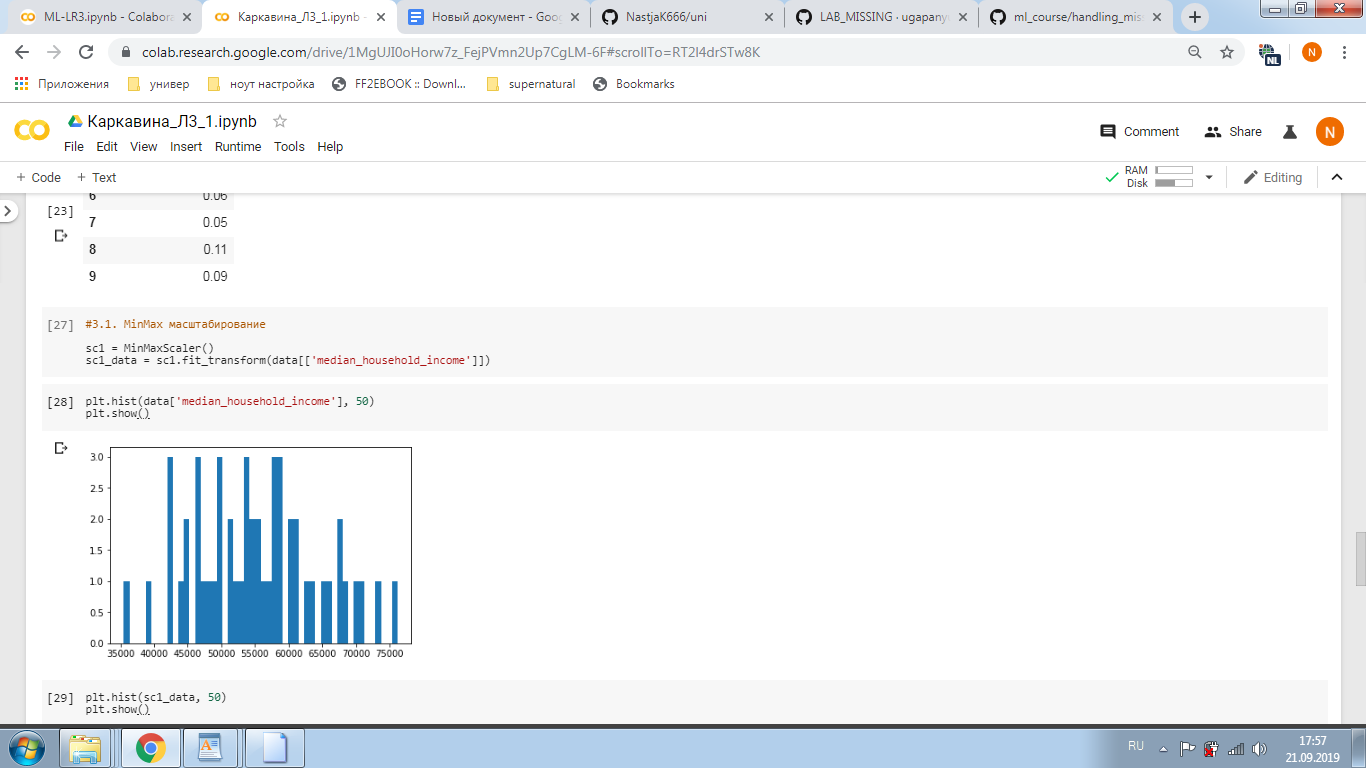 ML-LR3.ipynb - Colabora
Каркавина_Л3_1.ipynb -
Новый документ - Goog
NastjaK666/uni
LAB_MISSING · ugapany
ml_course/handling_mis
colab.research.google.com/drive/1MgUJI0oHorw7z_FejPVmn2Up7CgLM-6F#scrollTo=RT2I4drSTw8K
NL
N
Приложения
универ
ноут настройка
FF2EBOOK :: Downl...
supernatural
Bookmarks
Каркавина_Л3_1.ipynb
File Edit View Insert Runtime Tools Help
Comment
Share
N
+ Code + Text
RAM
Disk
Editing
6 0.06
[23]
7 0.05
8 0.11
9 0.09
[27] #3.1. MinMax масштабирование
sc1 = MinMaxScaler()
sc1_data = sc1.fit_transform(data[['median_household_income']])
[28] plt.hist(data['median_household_income'], 50)
plt.show()
3.0
2.5
2.0
1.5
1.0
0.5
0.0
35000 40000 45000 50000 55000 60000 65000 70000 75000
[29] plt.hist(sc1_data, 50)
plt.show()
RU
17:57
21.09.2019